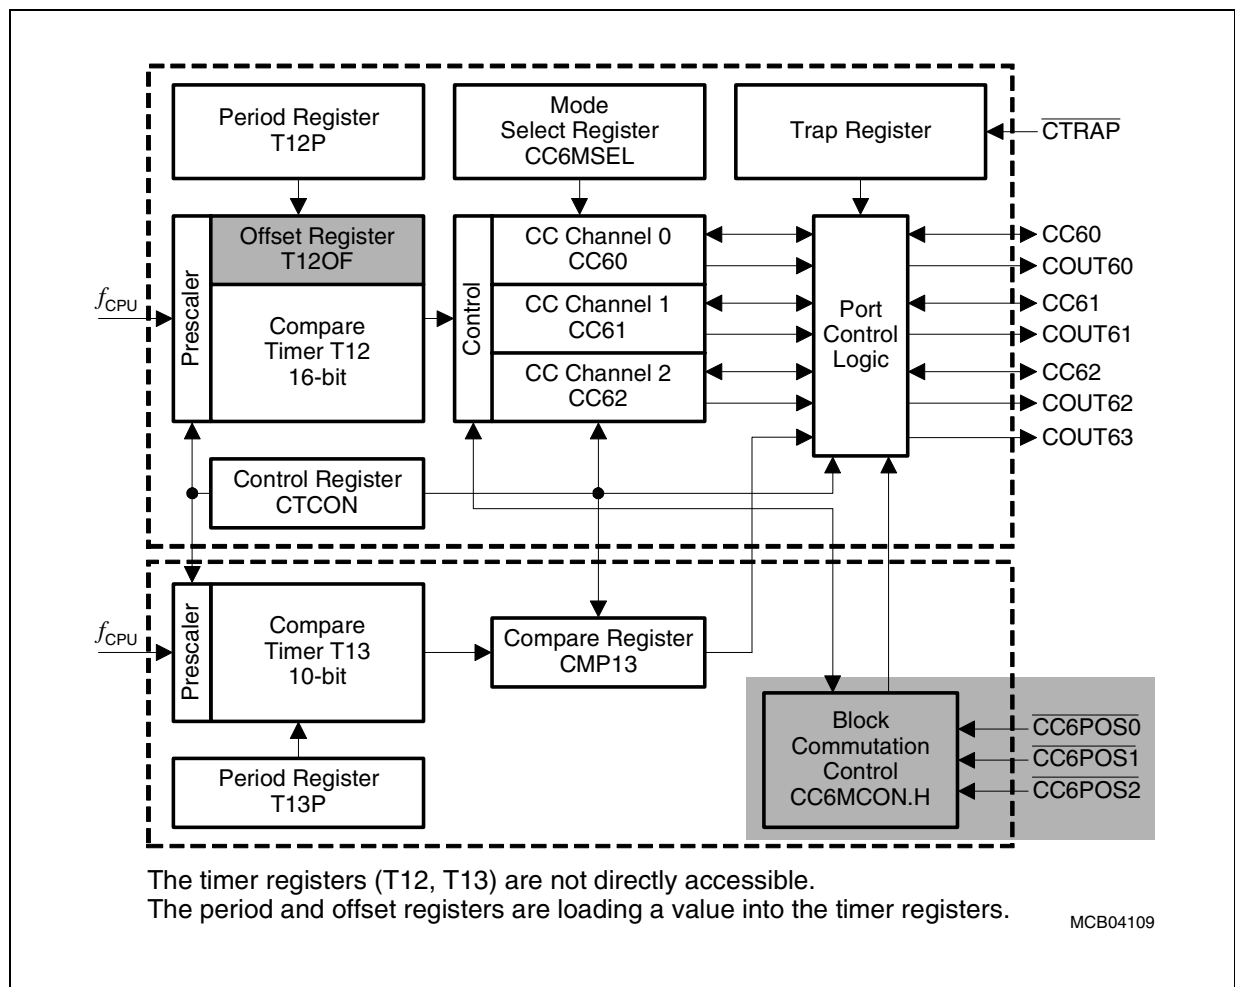 Period Register
T12P
Mode
Select Register
CC6MSEL
Trap Register
CTRAP
Prescaler
Offset Register
T12OF
Compare
Timer T12
16-bit
fCPU
Control
CC Channel 0
CC60
CC Channel 1
CC61
CC Channel 2
CC62
Port
Control
Logic
CC60
COUT60
CC61
COUT61
CC62
COUT62
COUT63
Control Register
CTCON
fCPU
Prescaler
Compare
Timer T13
10-bit
Compare Register
CMP13
Period Register
T13P
Block
Commutation
Control
CC6MCON.H
CC6POS0
CC6POS1
CC6POS2
The timer registers (T12, T13) are not directly accessible.
The period and offset registers are loading a value into the timer registers.
MCB04109